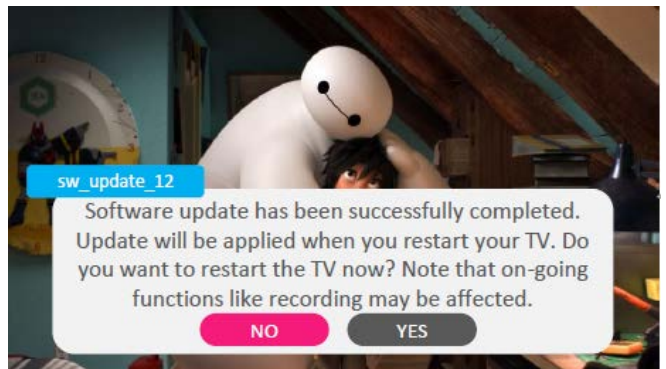 sw_update_12
Software update has been successfully completed.
Update will be applied when you restart your TV. Do
you want to restart the TV now? Note that on-going
functions like recording may be affected.
NO
YES